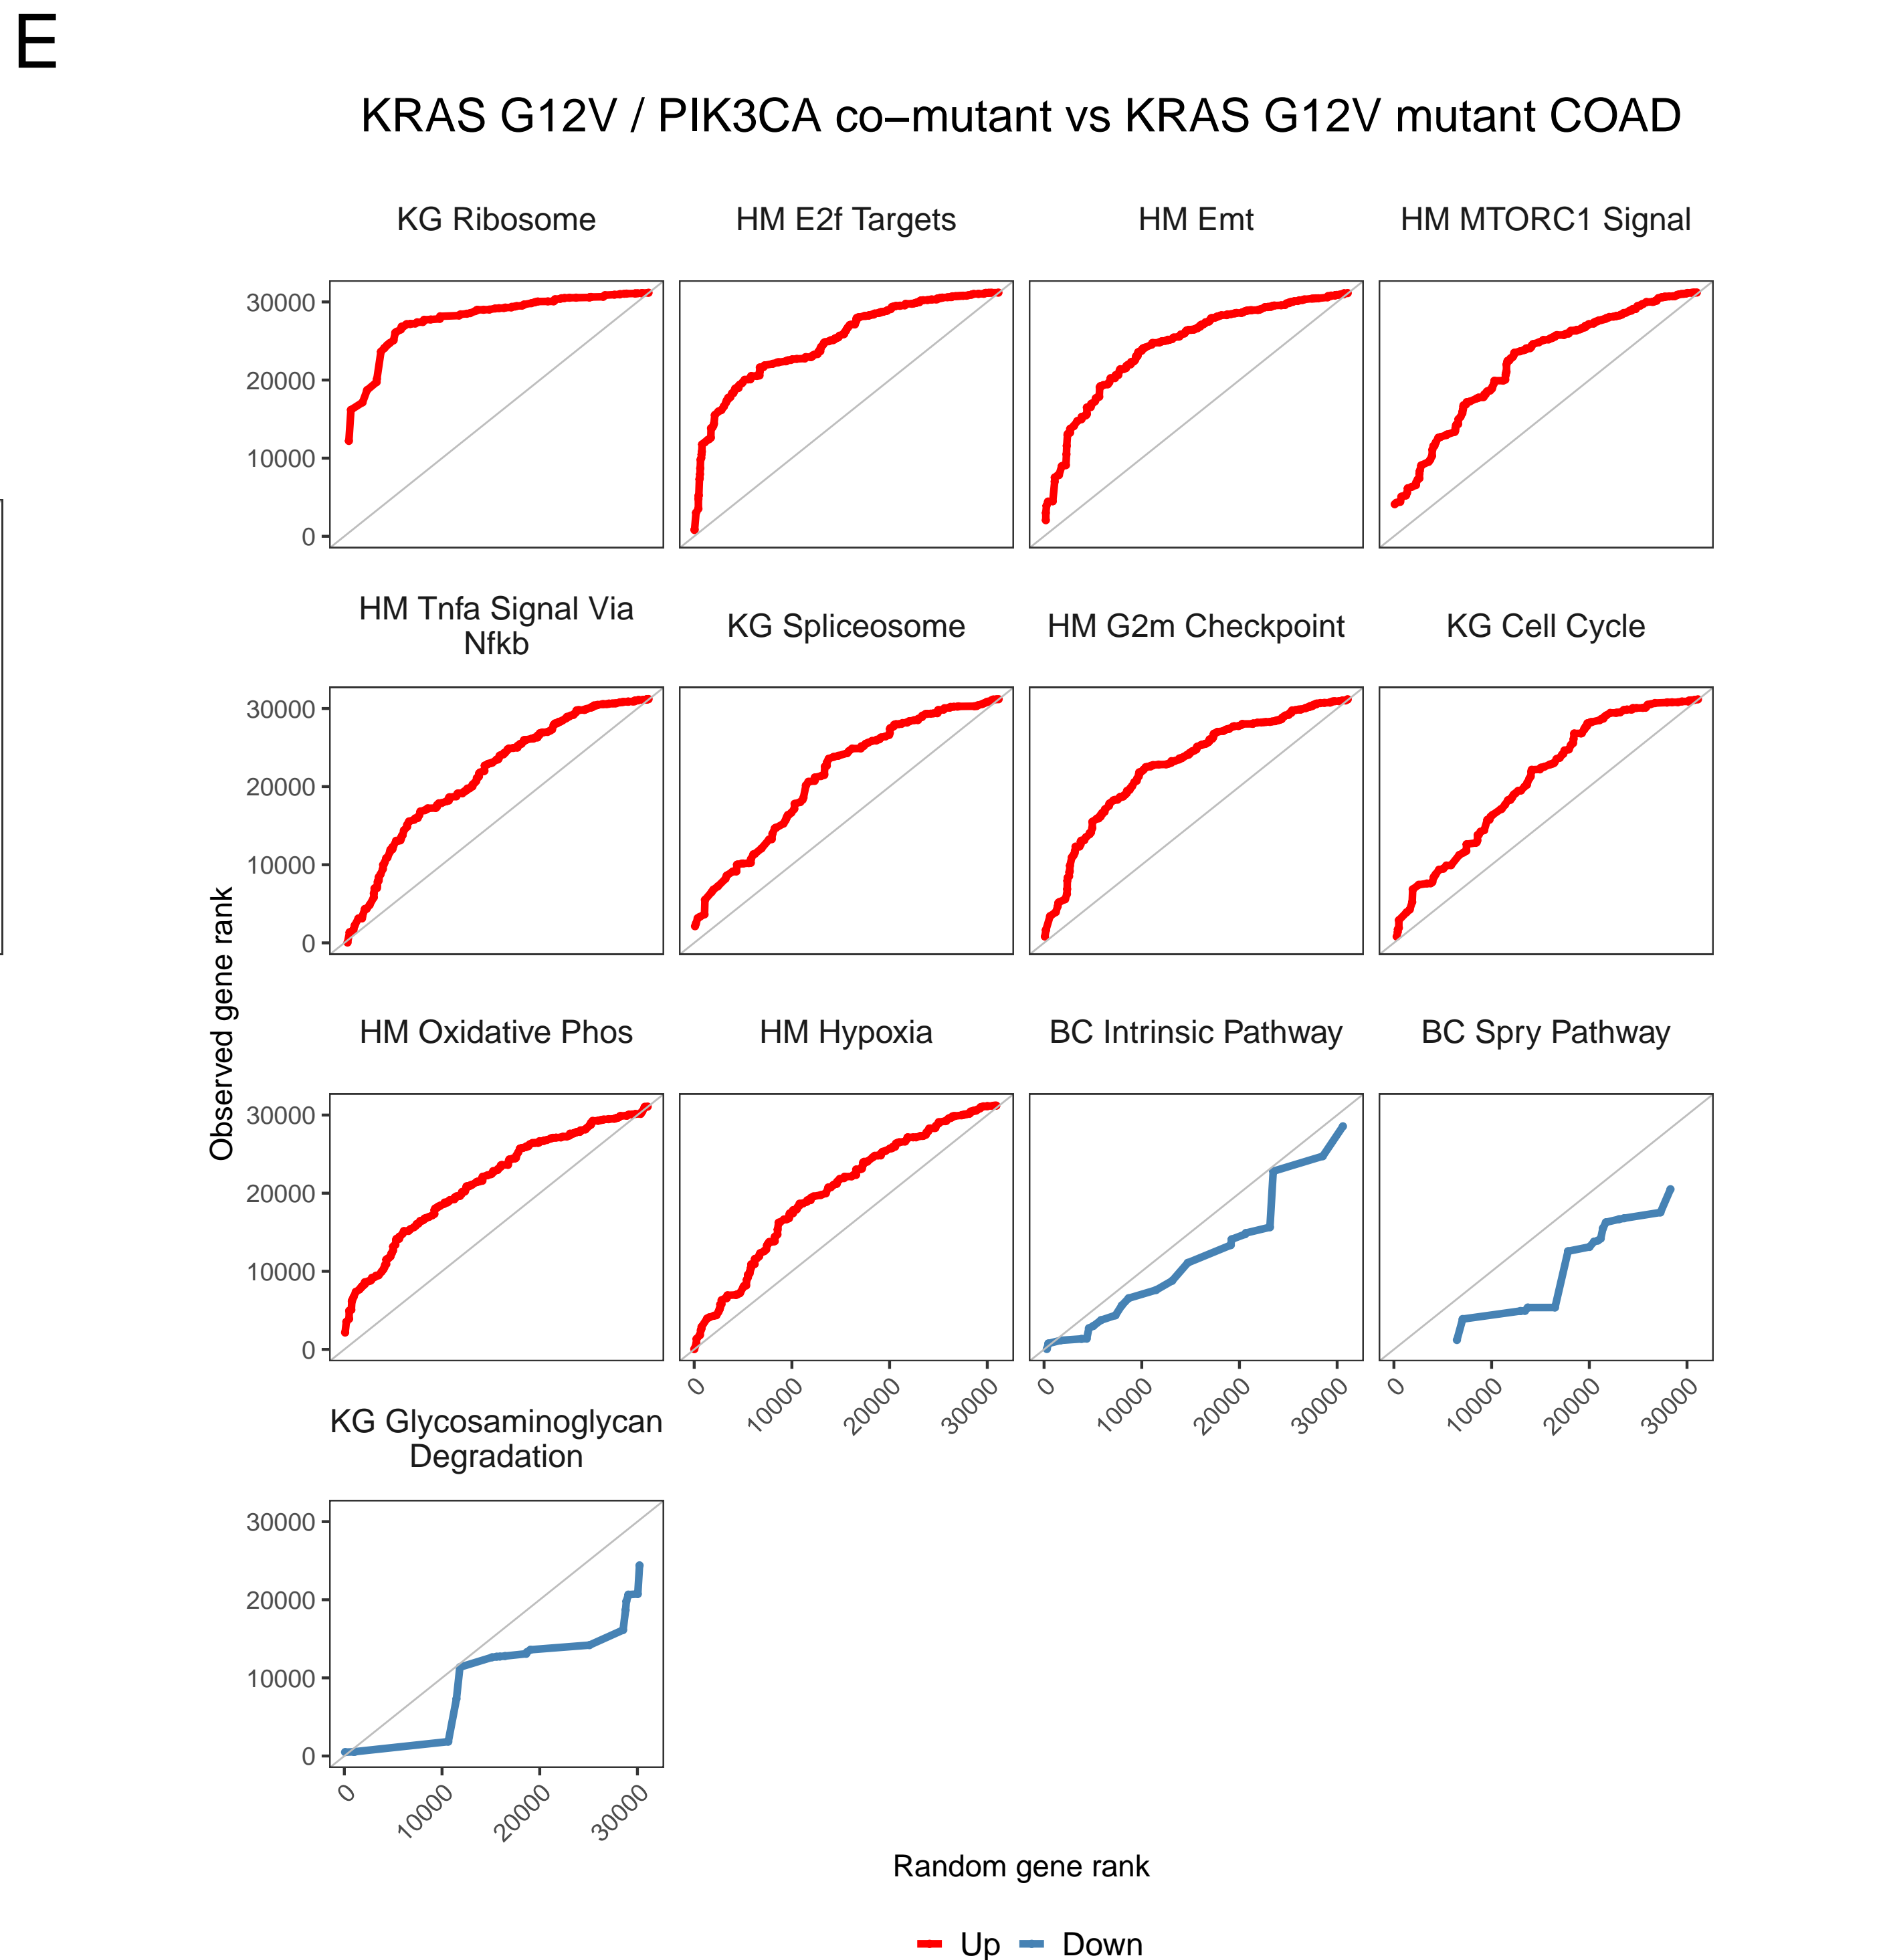 E
KRAS G12V / PIK3CA co–mutant vs KRAS G12V mutant COAD
KG Ribosome
HM E2f Targets
HM Emt
HM MTORC1 Signal
30000
20000
10000
0
HM Tnfa Signal Via
Nfkb
KG Spliceosome
HM G2m Checkpoint
KG Cell Cycle
30000
20000
10000
0
Observed gene rank
HM Oxidative Phos
HM Hypoxia
BC Intrinsic Pathway
BC Spry Pathway
30000
20000
10000
0
0
10000
20000
30000
0
10000
20000
30000
0
10000
20000
30000
KG Glycosaminoglycan
Degradation
30000
20000
10000
0
0
10000
20000
30000
Random gene rank
Up
Down